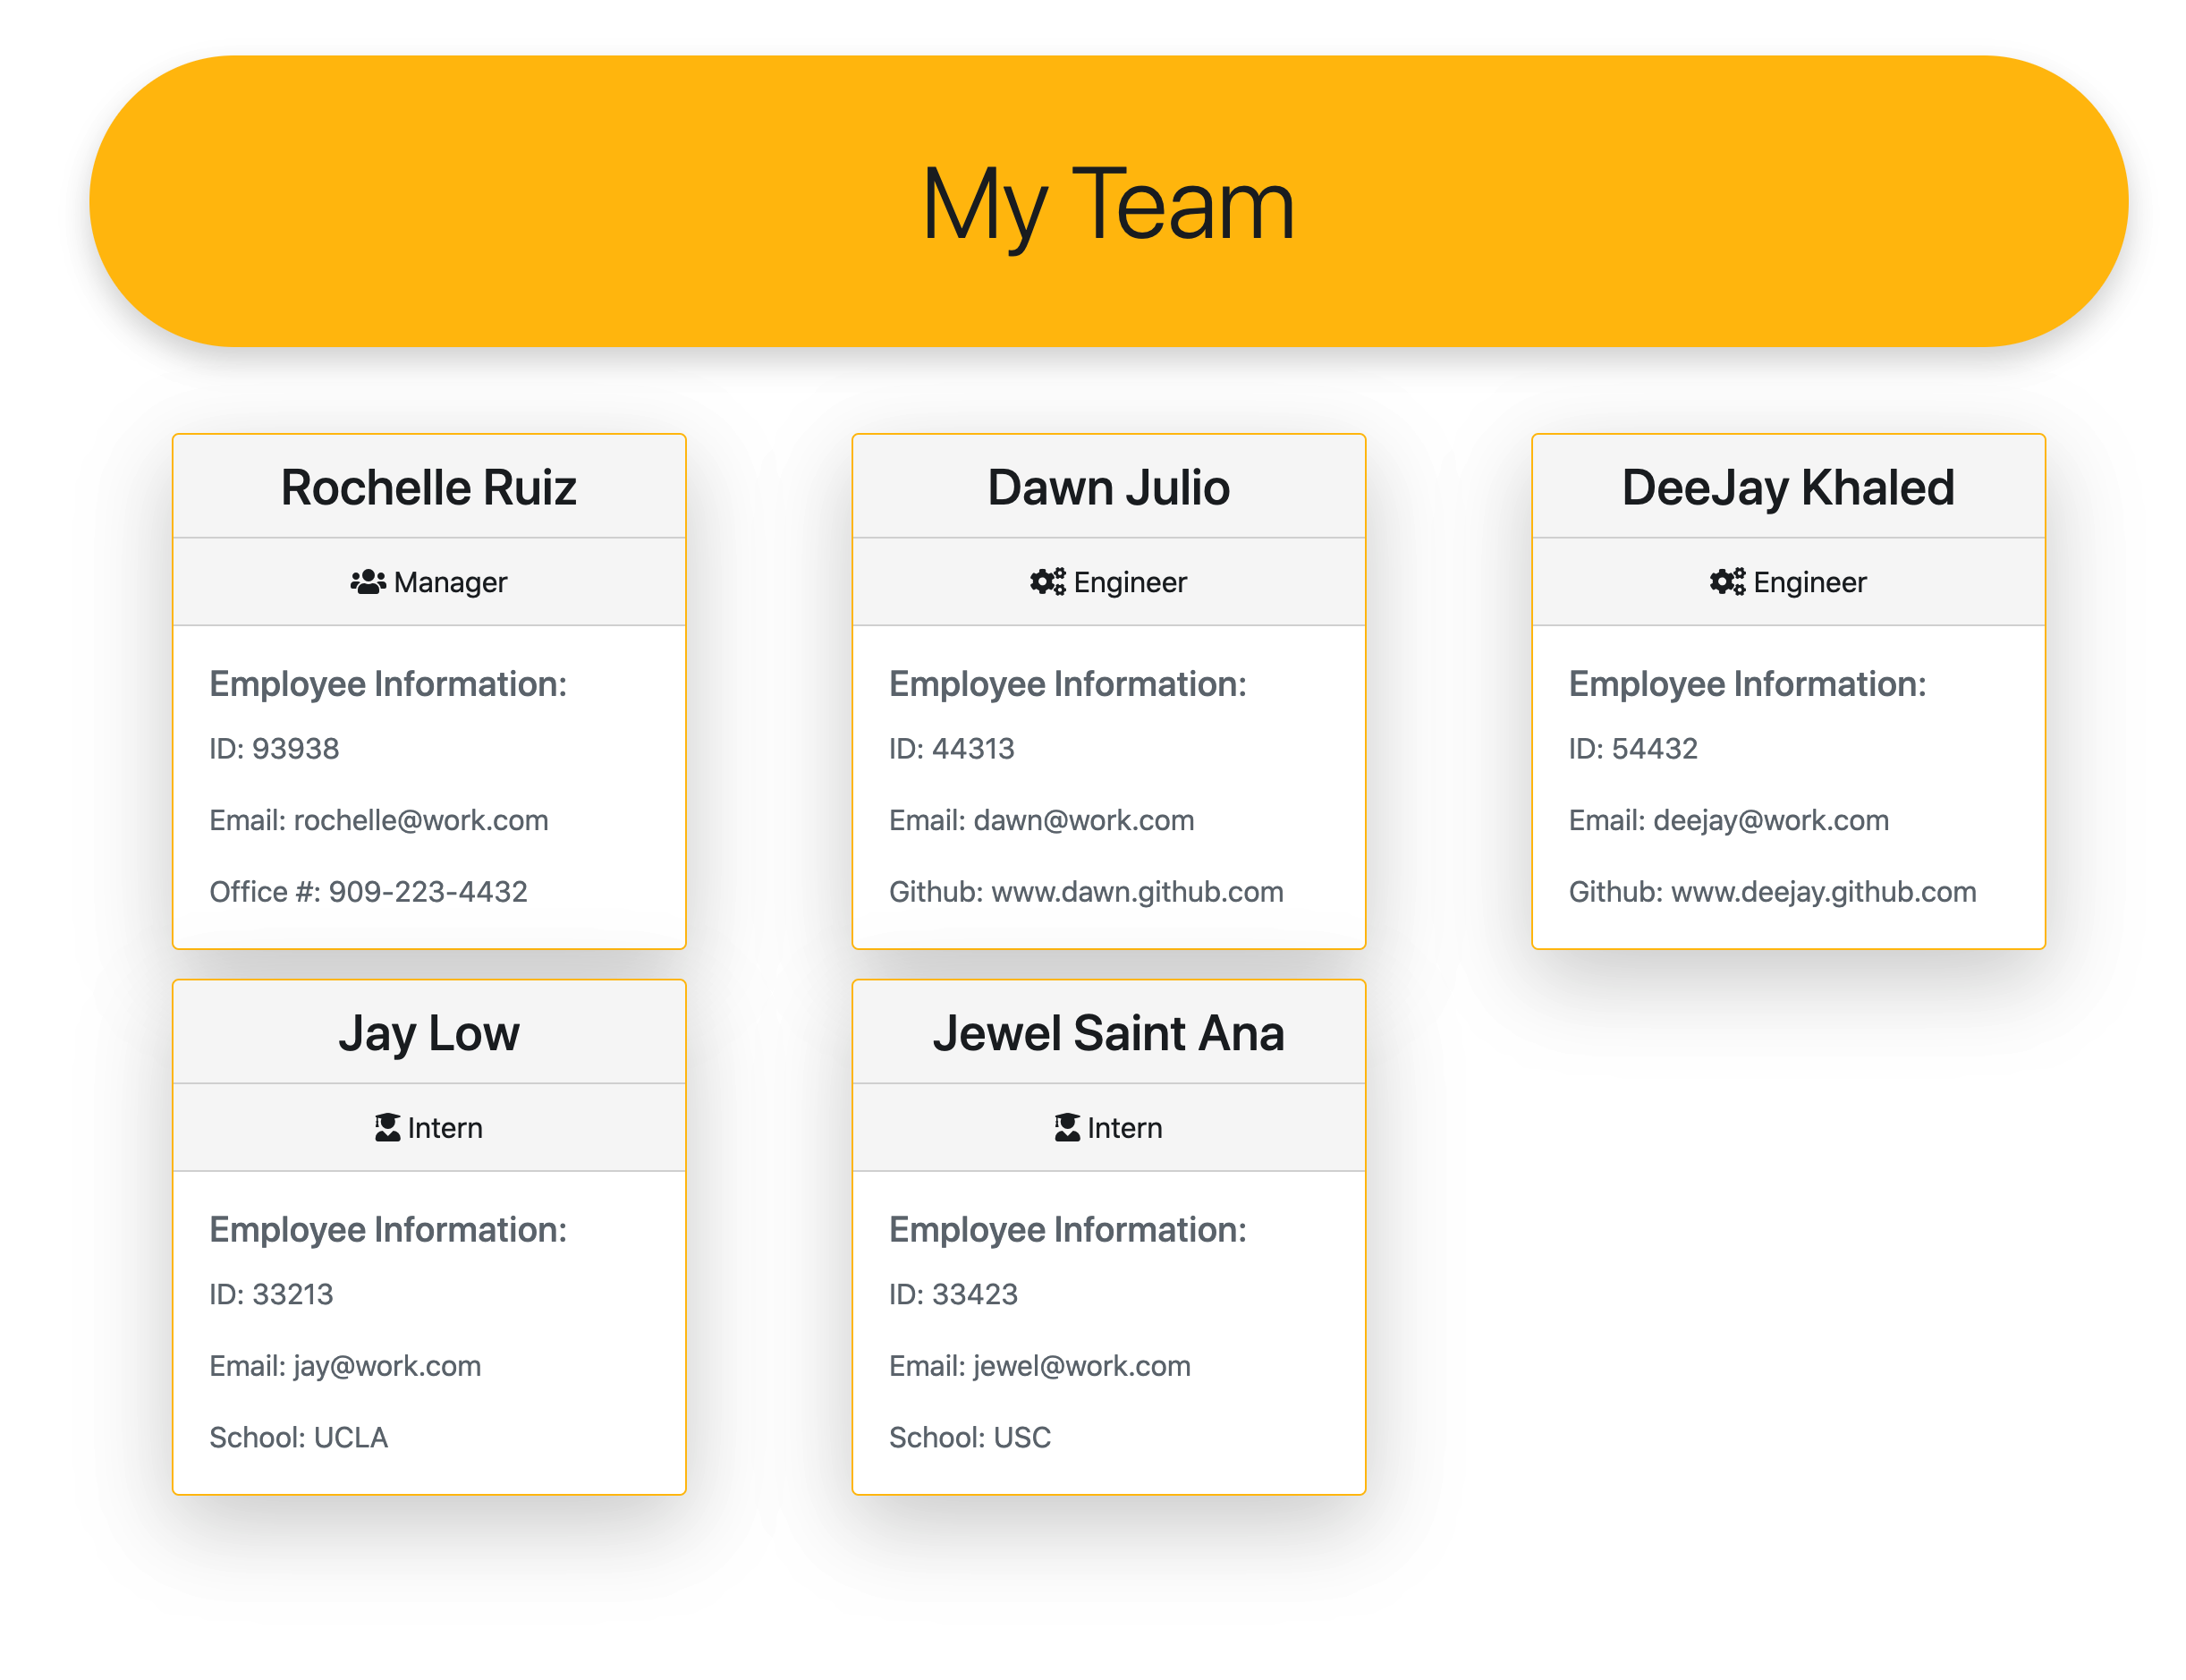 My Team
Rochelle Ruiz
Manager
Employee Information:
ID: 93938
Email: rochelle@work.com
Office #: 909-223-4432
Dawn Julio
Engineer
Employee Information:
ID: 44313
Email: dawn@work.com
Github: www.dawn.github.com
DeeJay Khaled
Engineer
Employee Information:
ID: 54432
Email: deejay@work.com
Github: www.deejay.github.com
Jay Low
Intern
Employee Information:
ID: 33213
Email: jay@work.com
School: UCLA
Jewel Saint Ana
Intern
Employee Information:
ID: 33423
Email: jewel@work.com
School: USC